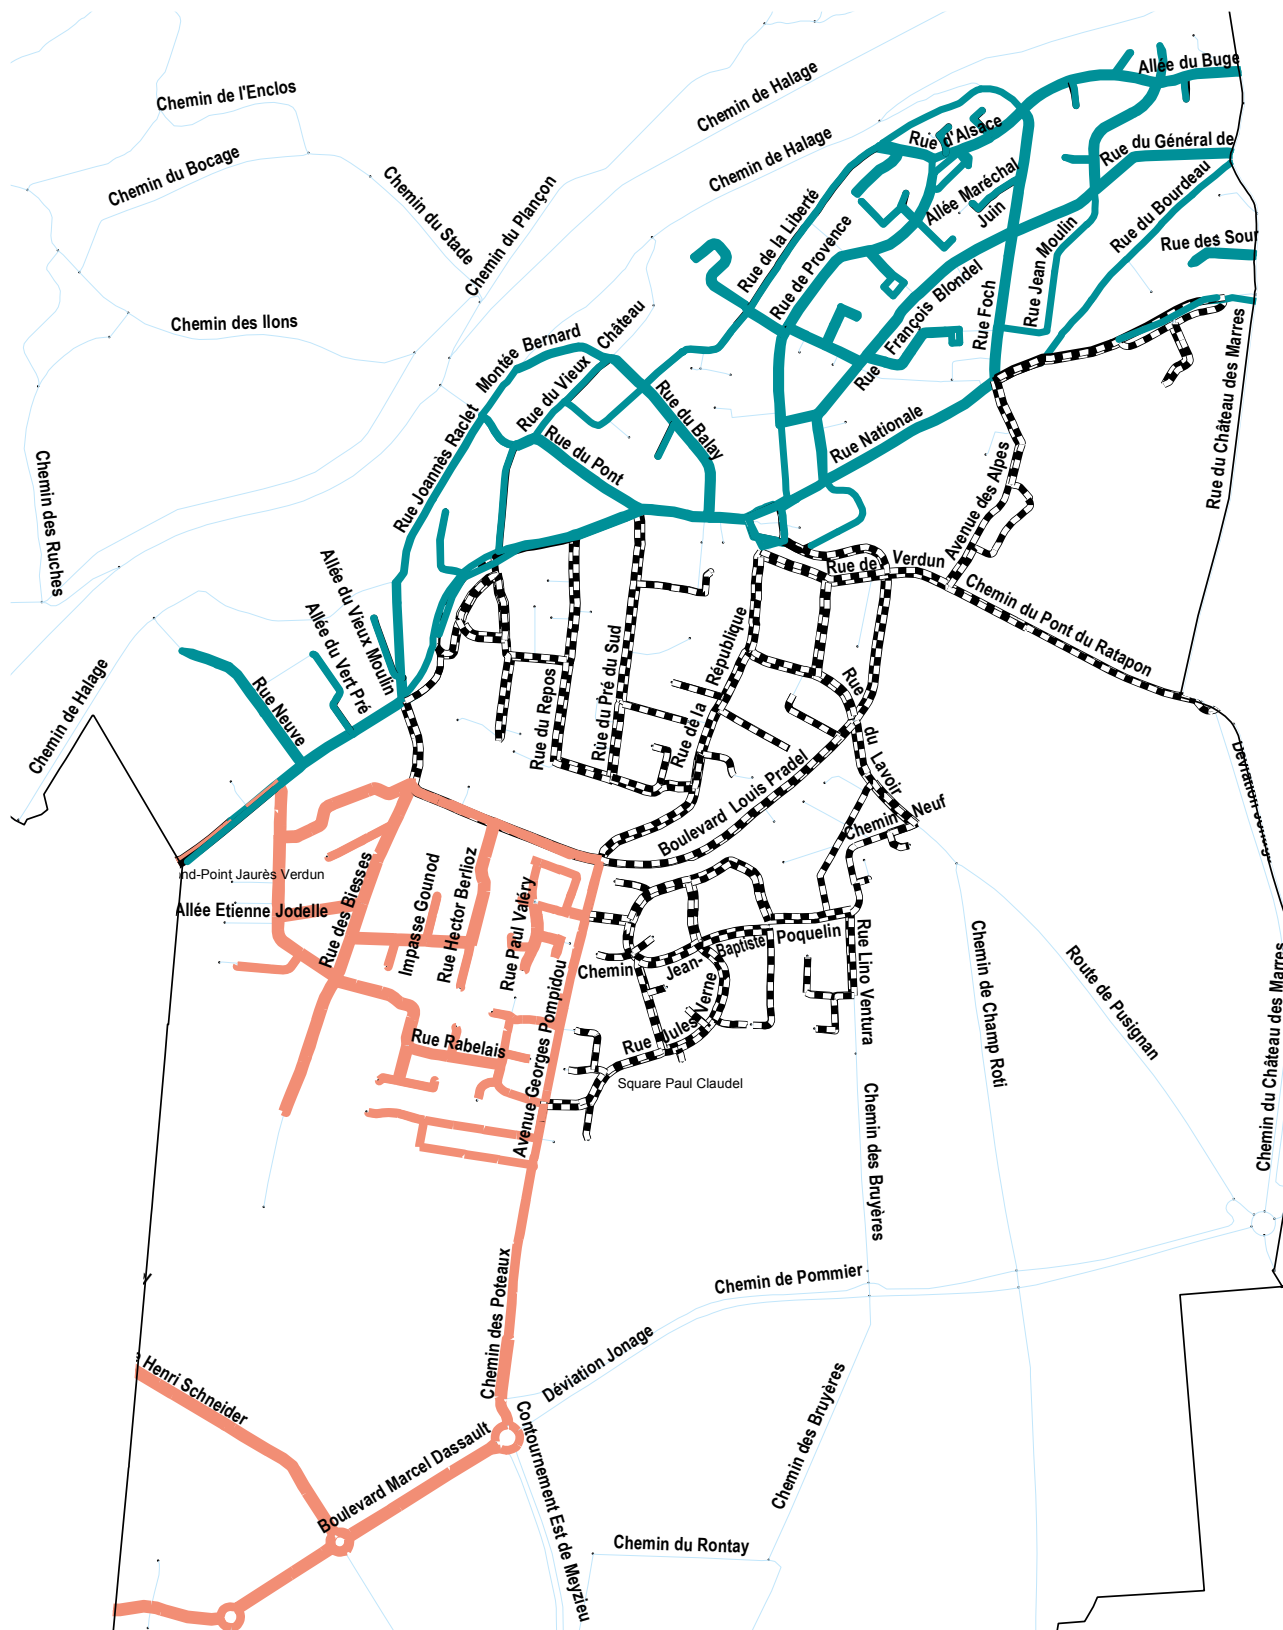 Allée du Buge
Chemin de Halage
Chemin de l'Enclos
Rue d'Alsace
Rue du Général de
Chemin de Halage
Chemin du Bocage
Allée Maréchal
Juin
Chemin du Stade
Chemin du Plançon
Rue de la Liberté
Rue du Bourdeau
Rue de Provence
Rue Jean Moulin
Rue des Sour
Chemin des Ilons
Rue François Blondel
Rue Foch
Montée Bernard
Rue du Vieux Château
Rue du Château des Marres
Rue du Balay
Rue Nationale
Rue Joannès Raclet
Rue du Pont
Chemin des Ruches
Avenue des Alpes
Rue de Verdun
Allée du Vieux Moulin
Chemin du Pont du Ratapon
Allée du Vert Pré
Rue du Pré du Sud
Rue de la République
Rue Neuve
Rue du Repos
Chemin de Halage
Rue du Lavoir
Boulevard Louis Pradel
Chemin Neuf
nd-Point Jaurès Verdun
Allée Etienne Jodelle
Rue des Biesses
Impasse Gounod
Rue Hector Berlioz
Rue Paul Valéry
Chemin Jean-Baptiste Poquelin
Rue Lino Ventura
Chemin de Champ Roti
Route de Pusignan
Rue Jules Verne
Rue Rabelais
Avenue Georges Pompidou
Square Paul Claudel
Chemin du Château des Marres
Chemin des Bruyères
Chemin de Pommier
Chemin des Poteaux
Déviation Jonage
Henri Schneider
Chemin des Bruyères
Boulevard Marcel Dassault
Contournement Est de Meyzieu
Chemin du Rontay